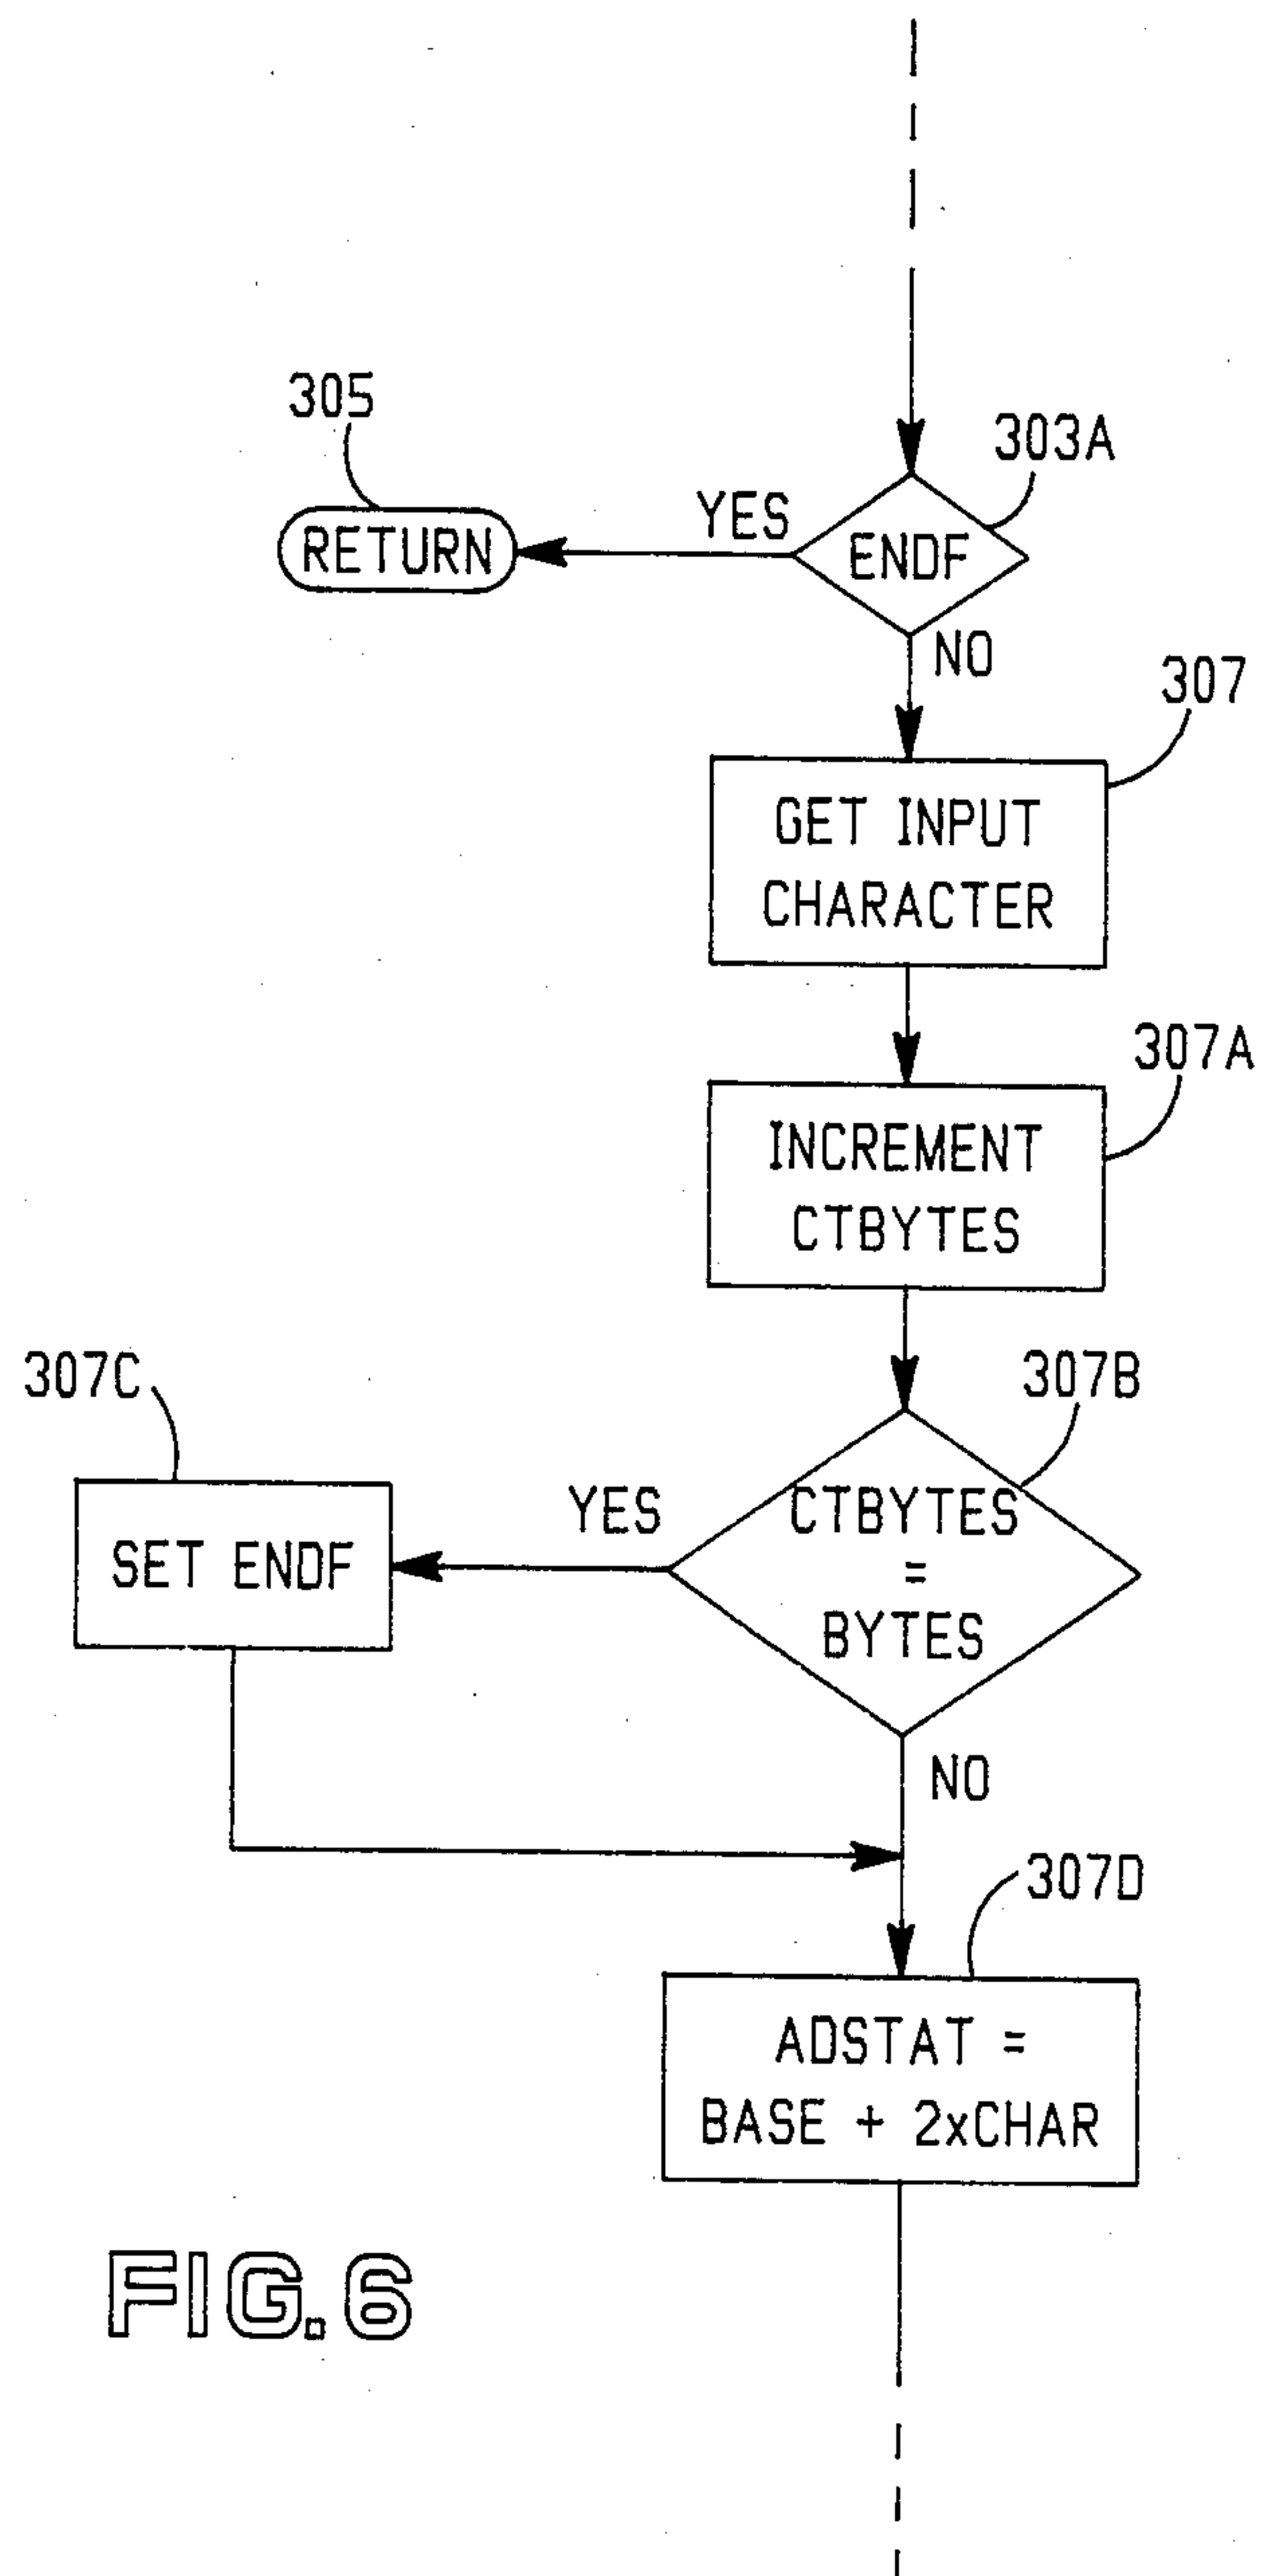 305
303A
YES
RETURN
ENDF
NO
307
GET INPUT
CHARACTER
307A
INCREMENT
CTBYTES
307C
307B
YES
CTBYTES
=
BYTES
SET ENDF
NO
307D
ADSTAT =
BASE + 2xCHAR
FIG. 6